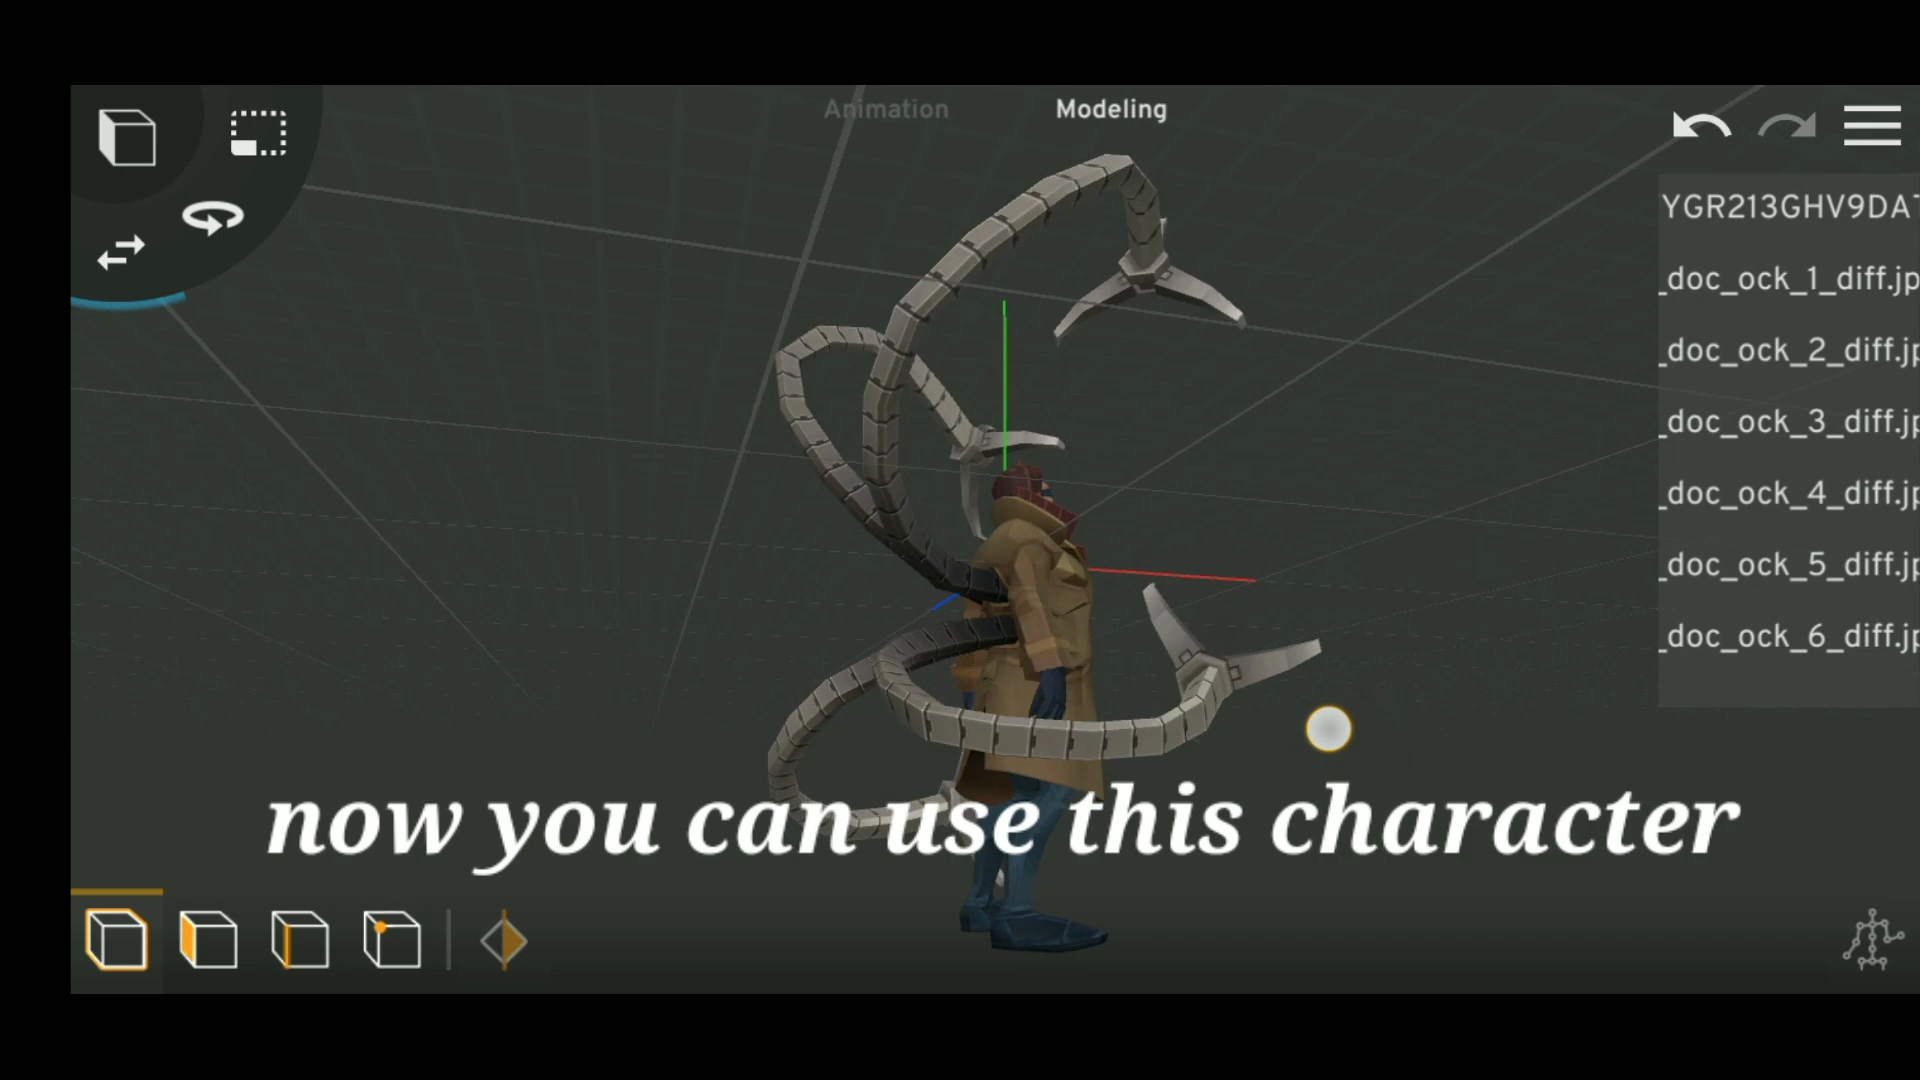 Animation Modeling
YGR213GHV9DA
_doc_ock_1_diff.jp
_doc_ock_2_diff.jp
_doc_ock_3_diff.jp
_doc_ock_4_diff.jp
_doc_ock_5_diff.jp
_doc_ock_6_diff.jp
now you can use this character